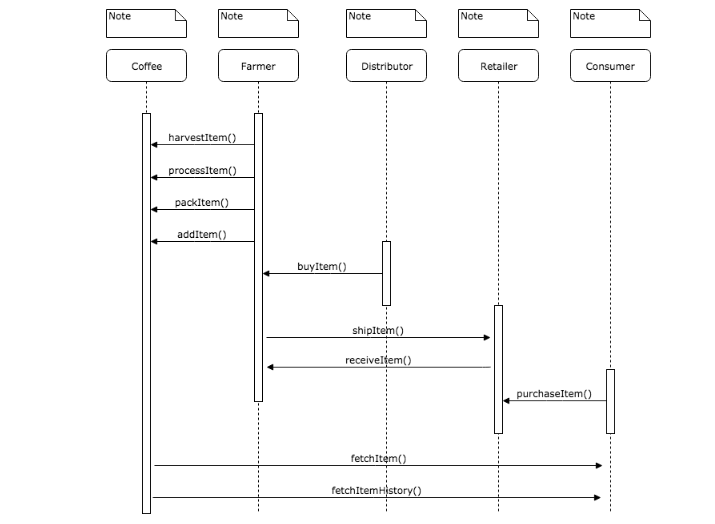 Note Note Note Note Note
Coffee Farmer Distributor Retailer Consumer
harvestItem()
processItem()
packItem()
addItem()
buyItem()
shipItem()
receiveItem()
purchaseItem()
fetchItem()
fetchItemHistory()